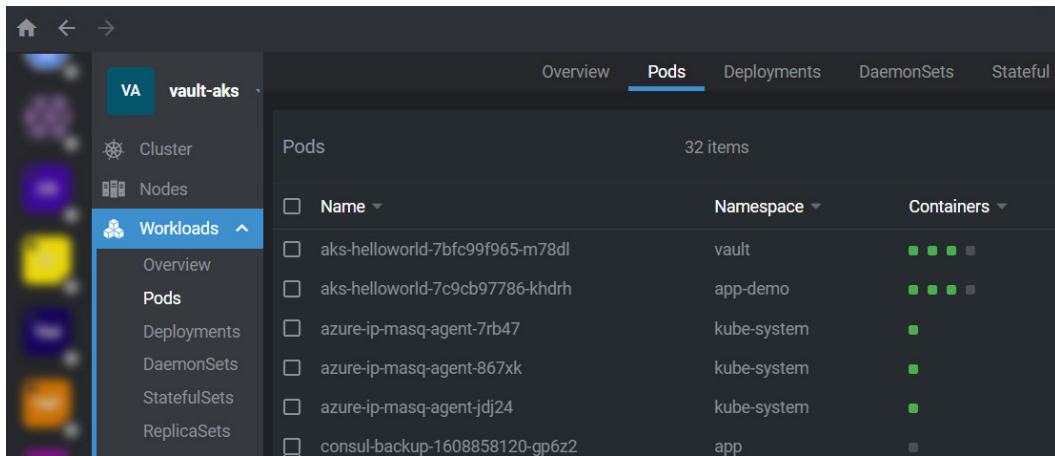 Overview Pods Deployments DaemonSets Stateful
VA vault-aks
Cluster
Nodes
Workloads
Overview
Pods
Deployments
DaemonSets
StatefulSets
ReplicaSets
Pods 32 items
Name Namespace Containers
aks-helloworld-7bfc99f965-m78dl vault
aks-helloworld-7c9cb97786-khdrh app-demo
azure-ip-masq-agent-7rb47 kube-system
azure-ip-masq-agent-867xk kube-system
azure-ip-masq-agent-jdj24 kube-system
consul-backup-1608858120-gp6z2 app